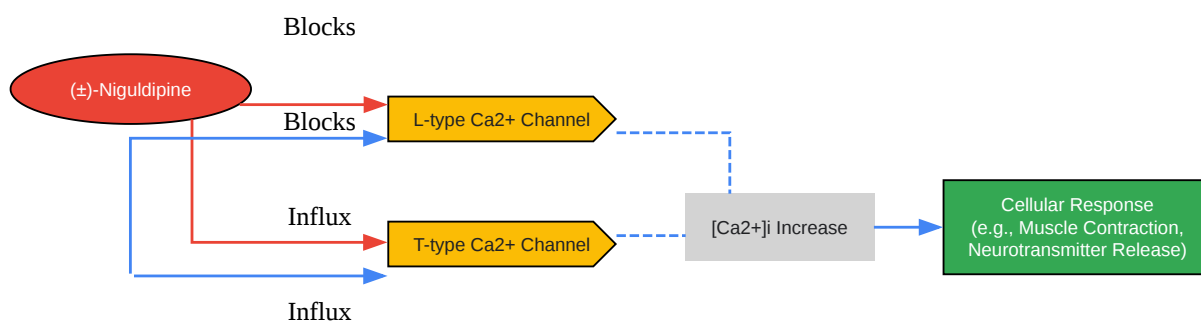 Blocks
(±)-Niguldipine
L-type Ca2+ Channel
Blocks
Influx
T-type Ca2+ Channel
[Ca2+]i Increase
Cellular Response
(e.g., Muscle Contraction,
Neurotransmitter Release)
Influx